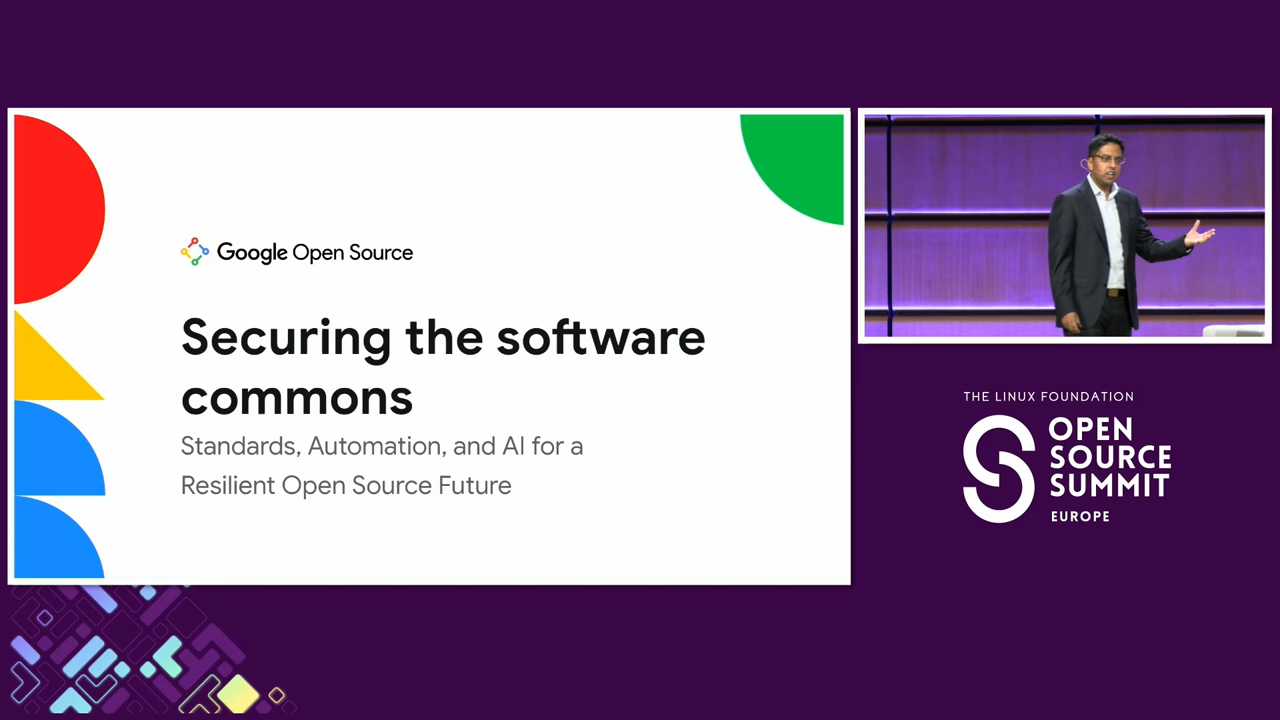 Google Open Source
Securing the software
commons
Standards, Automation, and AI for a
Resilient Open Source Future
THE LINUX FOUNDATION
OPEN
SOURCE
SUMMIT
EUROPE